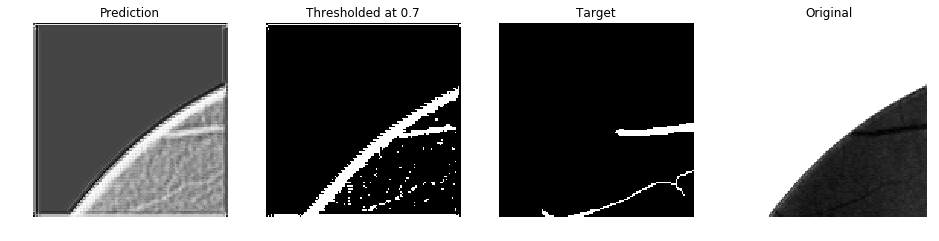 Prediction
Thresholded at 0.7
Target
Original